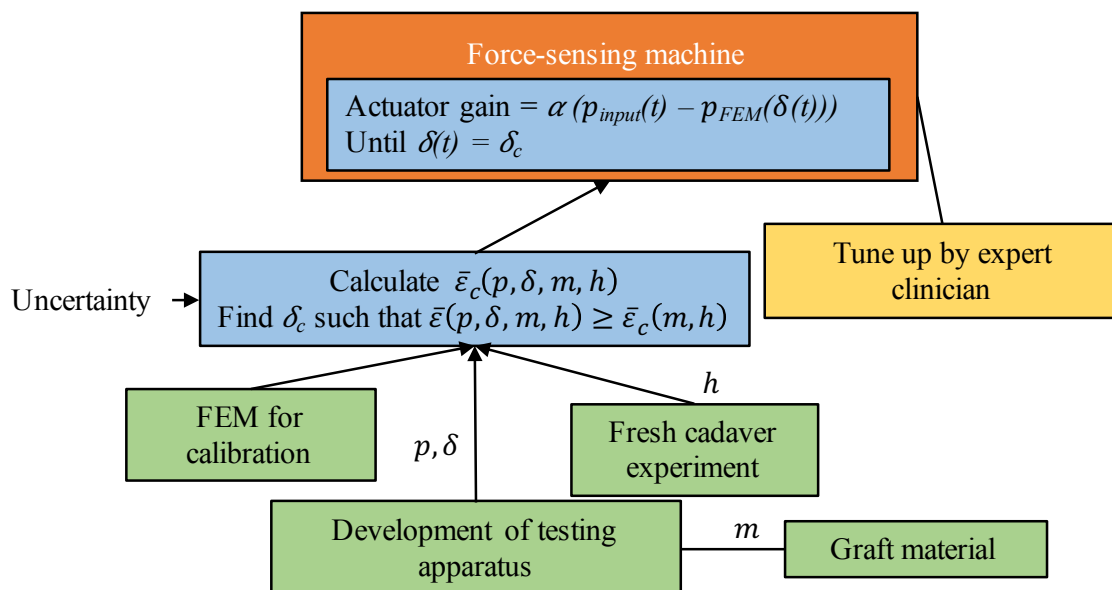 Force-sensing machine
Actuator gain = α (p_input(t) – p_FEM(δ(t)))
Until δ(t) = δ_c
Tune up by expert
clinician
Uncertainty
Calculate ε̄_c(p, δ, m, h)
Find δ_c such that ε̄(p, δ, m, h) ≥ ε̄_c(m, h)
FEM for
calibration
p, δ
h
Fresh cadaver
experiment
Development of testing
apparatus
m
Graft material